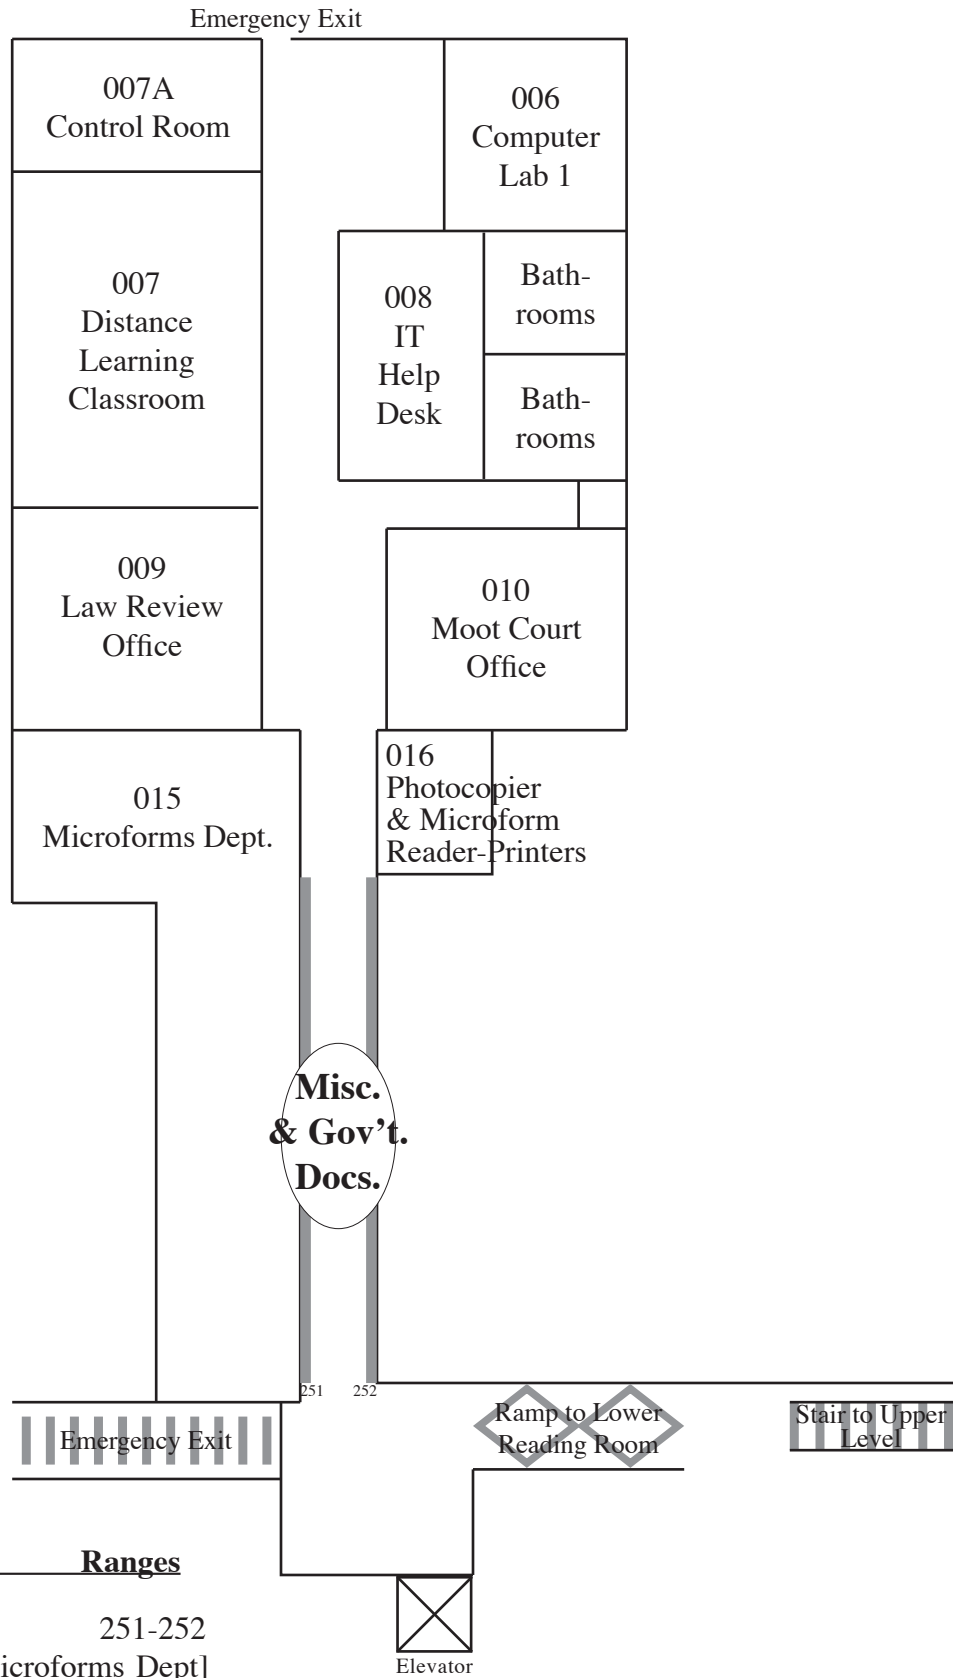 Emergency Exit
007A
Control Room
006
Computer
Lab 1
007
Distance
Learning
Classroom
008
IT
Help
Desk
Bath-
rooms
Bath-
rooms
009
Law Review
Office
010
Moot Court
Office
015
Microforms Dept.
016
Photocopier
& Microform
Reader-Printers
Misc.
& Gov’t.
Docs.
251
252
Emergency Exit
Ramp to Lower
Reading Room
Stair to Upper
Level
Ranges
251-252
icroforms Dept]
Elevator